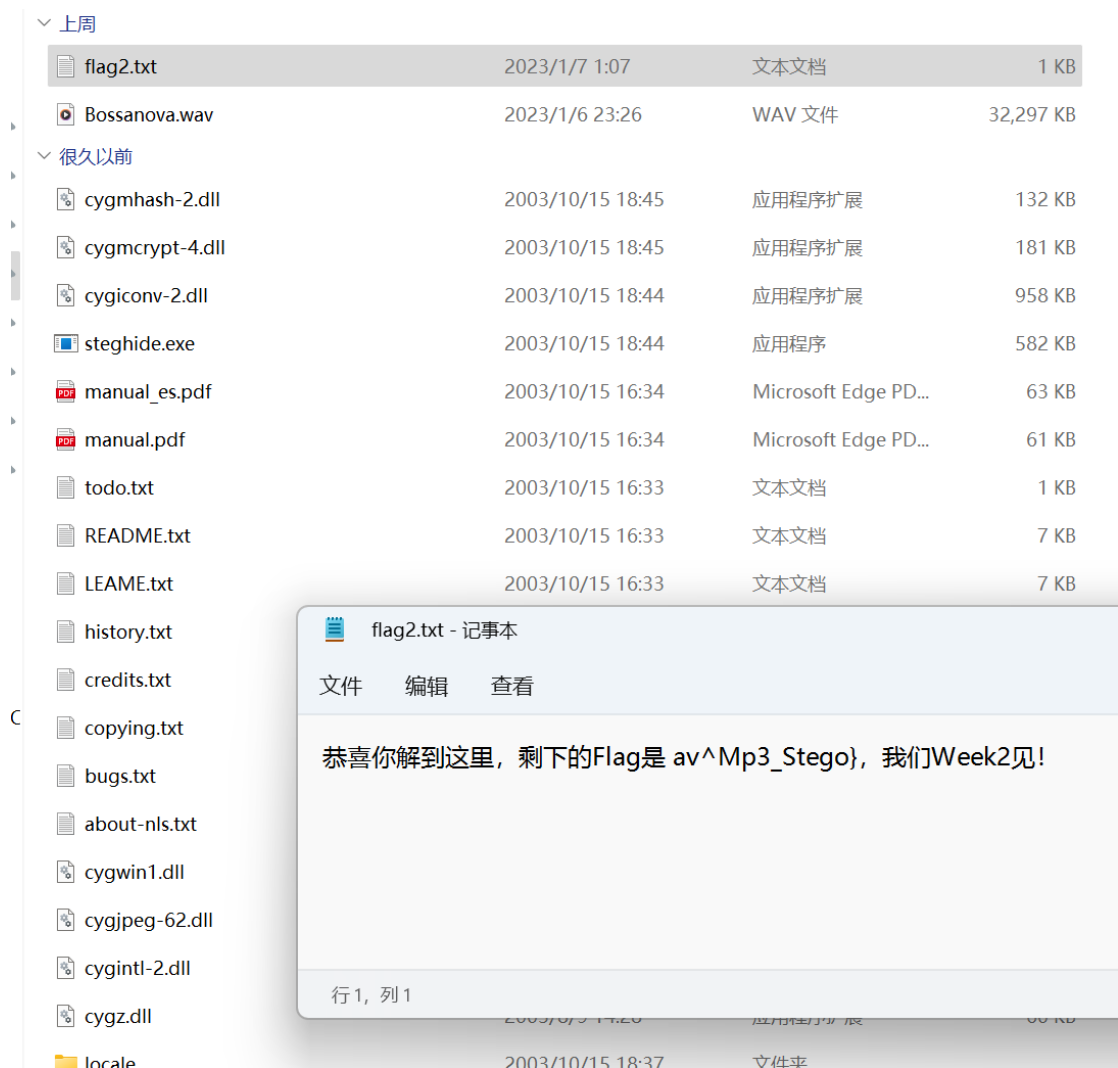 上周
flag2.txt 2023/1/7 1:07 文本文档 1 KB
Bossanova.wav 2023/1/6 23:26 WAV 文件 32,297 KB
很久以前
cygmhash-2.dll 2003/10/15 18:45 应用程序扩展 132 KB
cygmcrypt-4.dll 2003/10/15 18:45 应用程序扩展 181 KB
cygiconv-2.dll 2003/10/15 18:44 应用程序扩展 958 KB
steghide.exe 2003/10/15 18:44 应用程序 582 KB
manual_es.pdf 2003/10/15 16:34 Microsoft Edge PD... 63 KB
manual.pdf 2003/10/15 16:34 Microsoft Edge PD... 61 KB
todo.txt 2003/10/15 16:33 文本文档 1 KB
README.txt 2003/10/15 16:33 文本文档 7 KB
LEAME.txt 2003/10/15 16:33 文本文档 7 KB
history.txt
credits.txt
copying.txt
bugs.txt
about-nls.txt
cygwin1.dll
cygjpeg-62.dll
cygintl-2.dll
cygz.dll
locale 2003/10/15 18:37 文件夹
flag2.txt - 记事本
文件 编辑 查看
恭喜你解到这里，剩下的Flag是 av^Mp3_Stego}，我们Week2见！
行 1，列 1